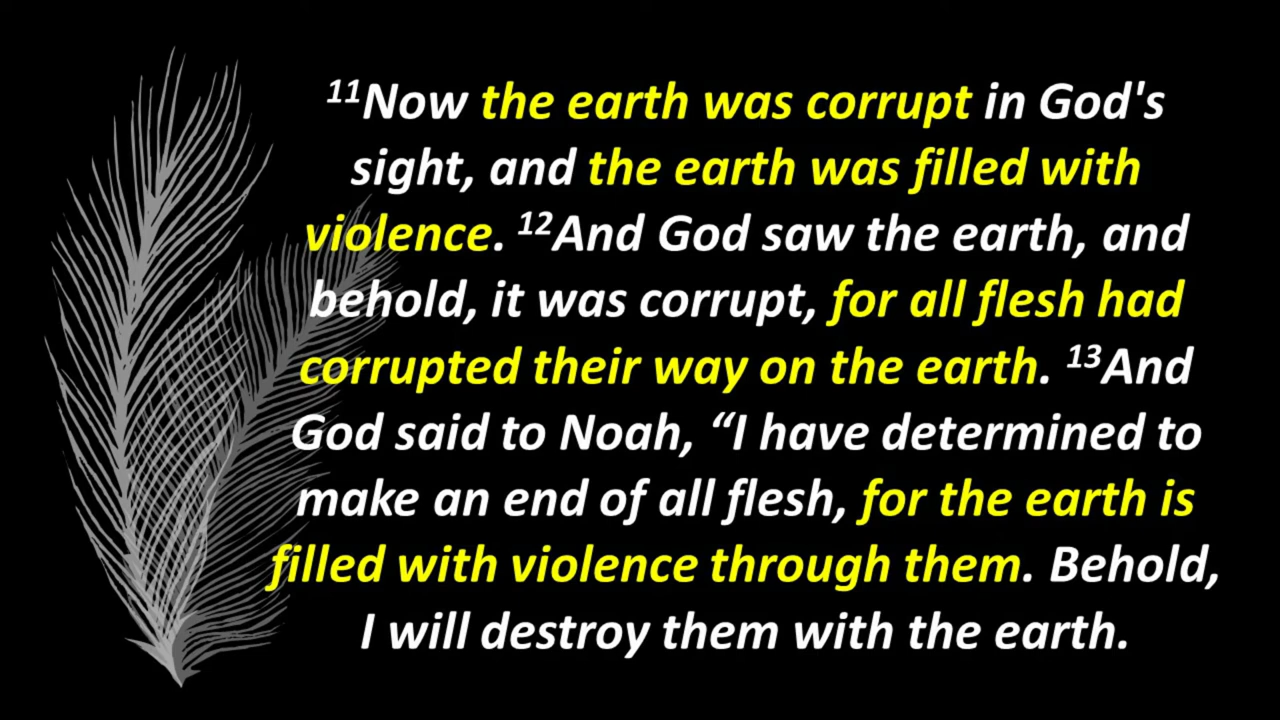 11Now the earth was corrupt in God's
sight, and the earth was filled with
violence. 12And God saw the earth, and
behold, it was corrupt, for all flesh had
corrupted their way on the earth. 13And
God said to Noah, “I have determined to
make an end of all flesh, for the earth is
filled with violence through them. Behold,
I will destroy them with the earth.